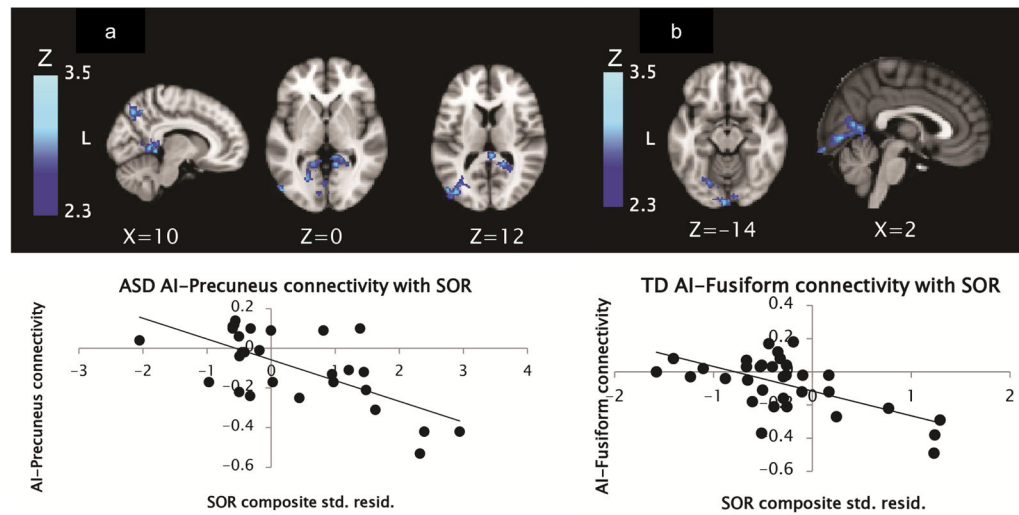 a
b
Z
3.5
L
2.3
X=10
Z=0
Z=12
Z
3.5
L
2.3
Z=-14
X=2
ASD AI-Precuneus connectivity with SOR
AI-Precuneus connectivity
0.2
0
-0.2
-0.4
-0.6
-3 -2 -1 0 1 2 3 4
SOR composite std. resid.
TD AI-Fusiform connectivity with SOR
AI-Fusiform connectivity
0.4
0.2
0
-0.2
-0.4
-0.6
-2 -1 0 1 2
SOR composite std. resid.